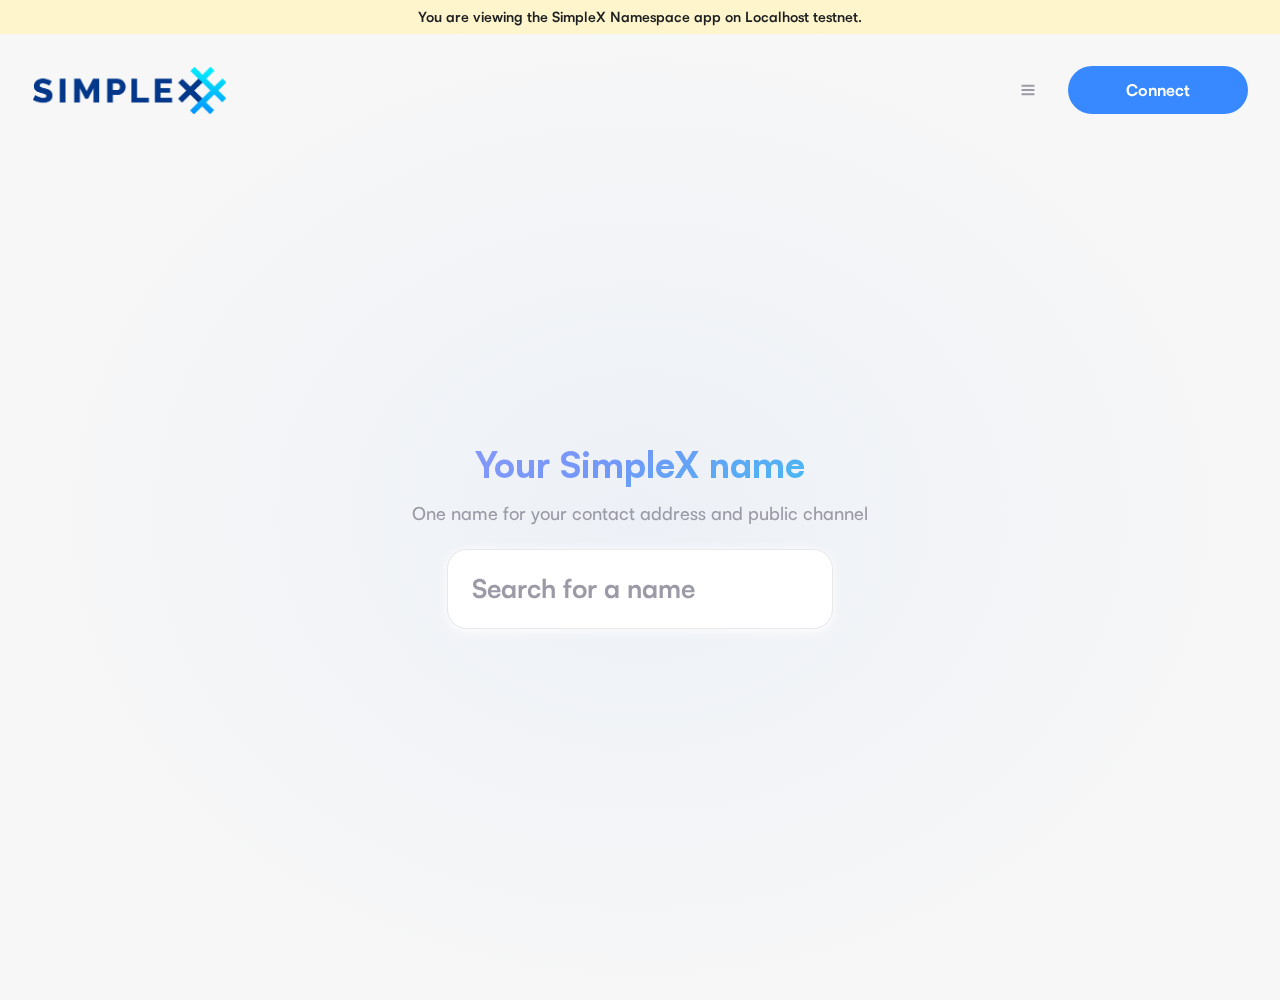 You are viewing the SimpleX Namespace app on Localhost testnet.
SIMPLEX
Connect
Your SimpleX name
One name for your contact address and public channel
Search for a name